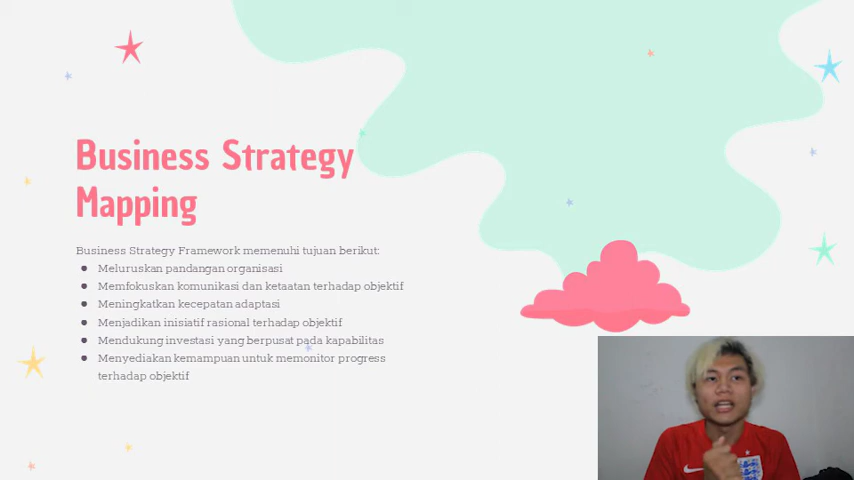 Business Strategy
Mapping
Business Strategy Framework memenuhi tujuan berikut:
● Meluruskan pandangan organisasi
● Memfokuskan komunikasi dan ketaatan terhadap objektif
● Meningkatkan kecepatan adaptasi
● Menjadikan inisiatif rasional terhadap objektif
● Mendukung investasi yang berpusat pada kapabilitas
● Menyediakan kemampuan untuk memonitor progress
terhadap objektif